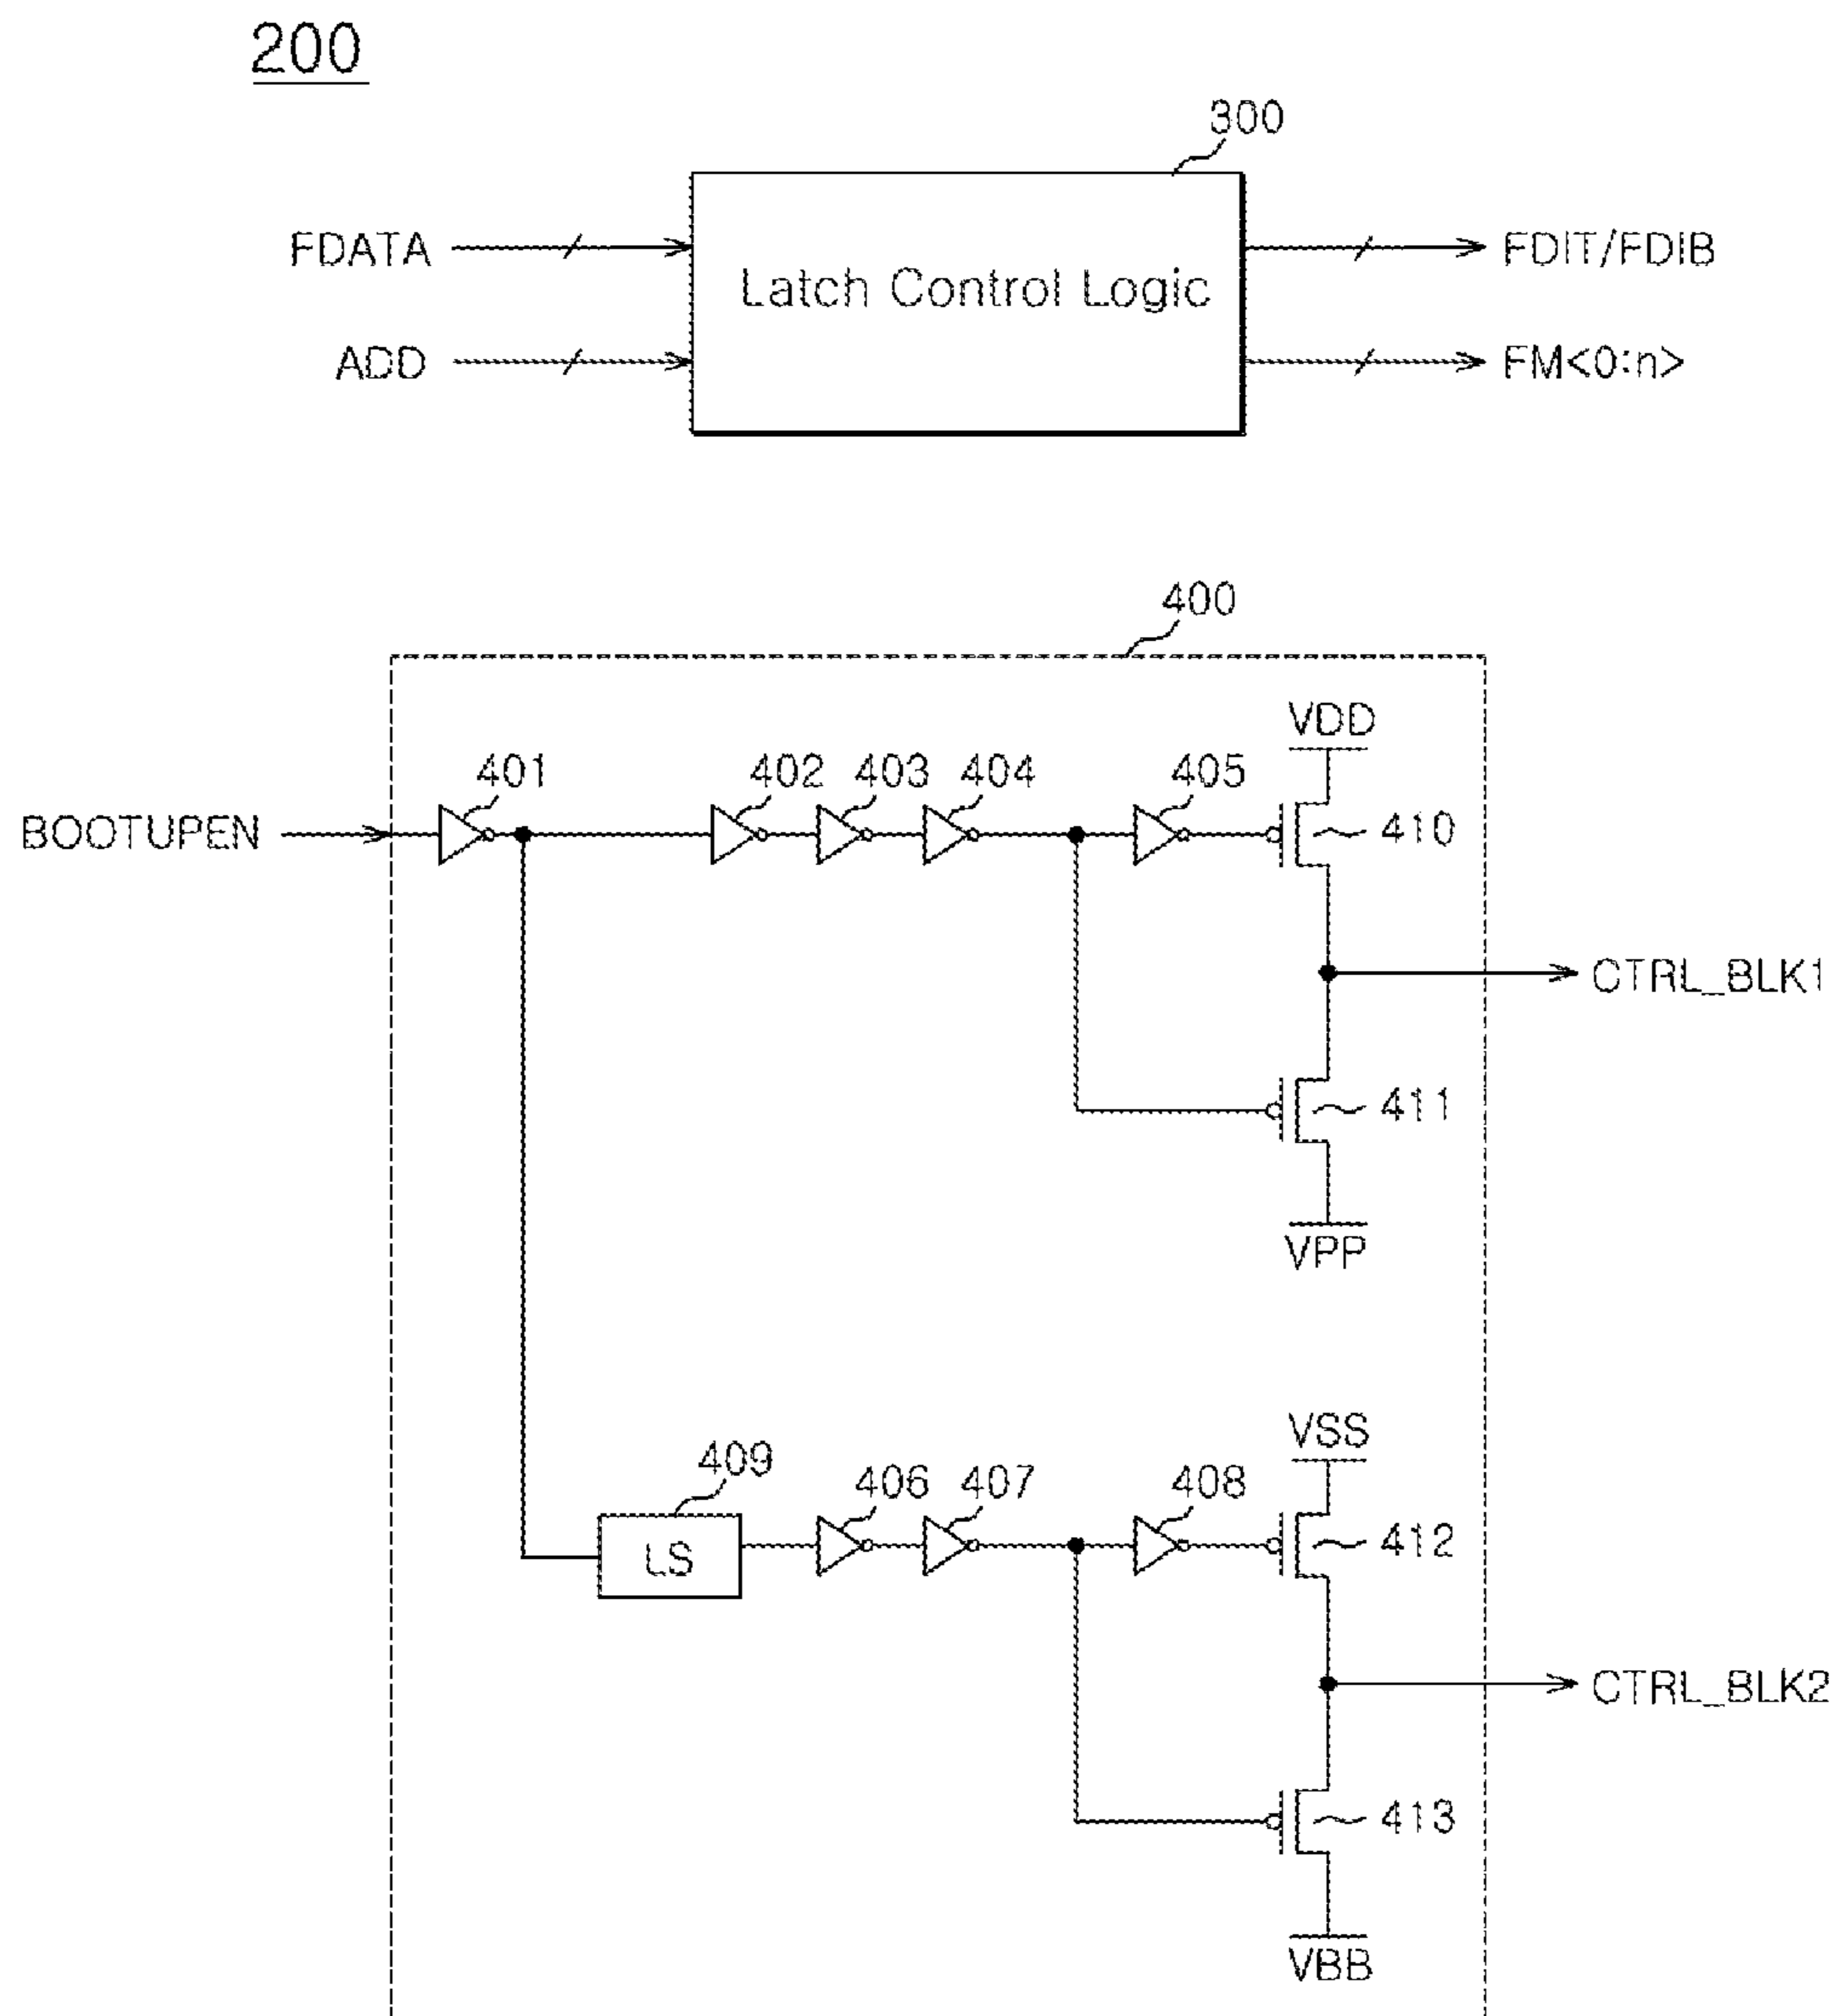 200
300
FDATA
ADD
Latch Control Logic
FDIT/FDIB
FM<0:n>
400
VDD
401
402
403
404
405
BOOTUPEN
410
CTRL_BLK1
411
VPP
VSS
409
406
407
408
LS
412
CTRL_BLK2
413
VBB